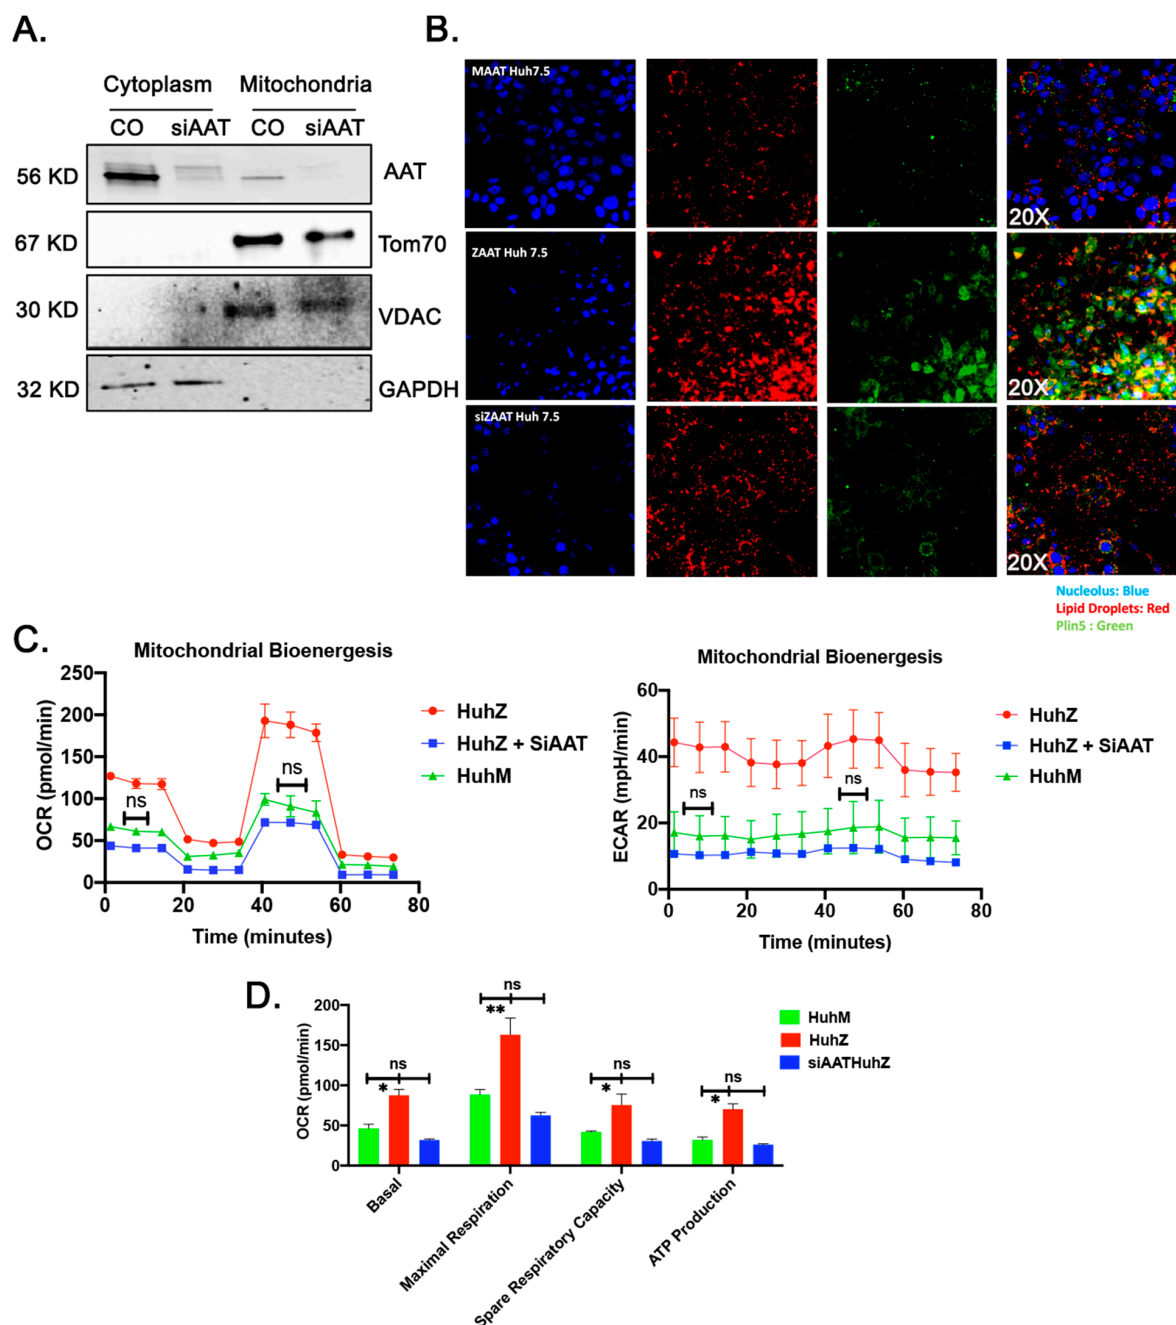 A.
Cytoplasm Mitochondria
CO siAAT CO siAAT
56 KD AAT
67 KD Tom70
30 KD VDAC
32 KD GAPDH
B.
MAAT Huh7.5
20X
ZAAT Huh 7.5
20X
siZAAT Huh 7.5
20X
Nucleolus: Blue
Lipid Droplets: Red
Plin5 : Green
C.
Mitochondrial Bioenergesis
OCR (pmol/min)
250
200
150
100
50
0
ns
ns
0 20 40 60 80
Time (minutes)
HuhZ
HuhZ + SiAAT
HuhM
Mitochondrial Bioenergesis
ECAR (mpH/min)
60
40
20
0
ns
ns
0 20 40 60 80
Time (minutes)
HuhZ
HuhZ + SiAAT
HuhM
D.
OCR (pmol/min)
200
150
100
50
0
ns
*
ns
**
ns
*
ns
*
Basal
Maximal Respiration
Spare Respiratory Capacity
ATP Production
HuhM
HuhZ
siAATHuhZ